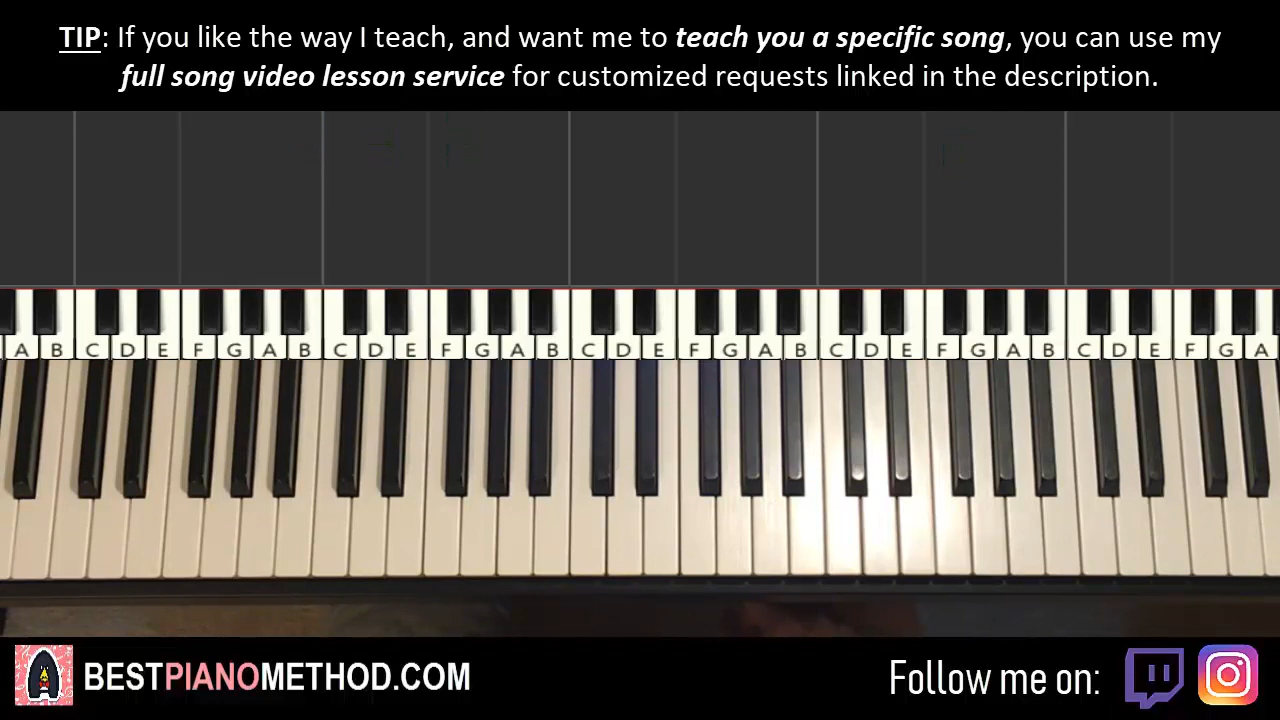 TIP: If you like the way I teach, and want me to teach you a specific song, you can use my
full song video lesson service for customized requests linked in the description.
A B C D E F G A B C D E F G A B C D E F G A B C D E F G A B C D E F G A
BESTPIANOMETHOD.COM
Follow me on: